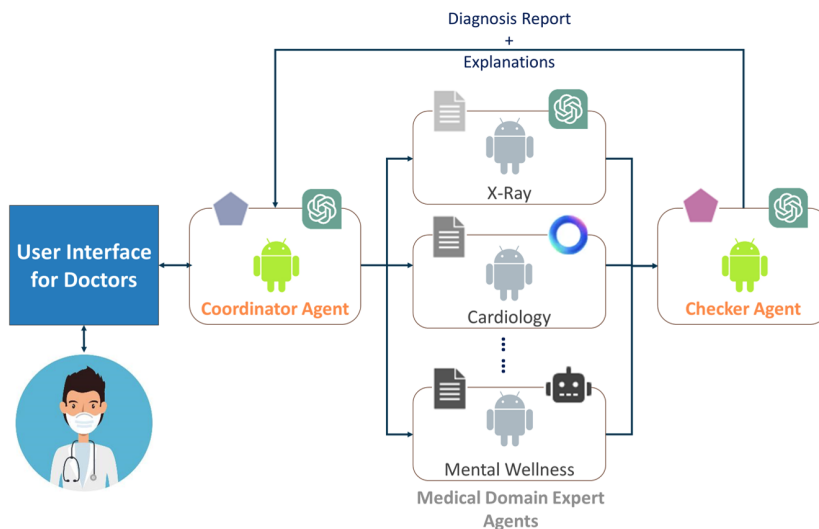 Diagnosis Report
+
Explanations
X-Ray
User Interface
for Doctors
Coordinator Agent
Cardiology
Checker Agent
Mental Wellness
Medical Domain Expert
Agents